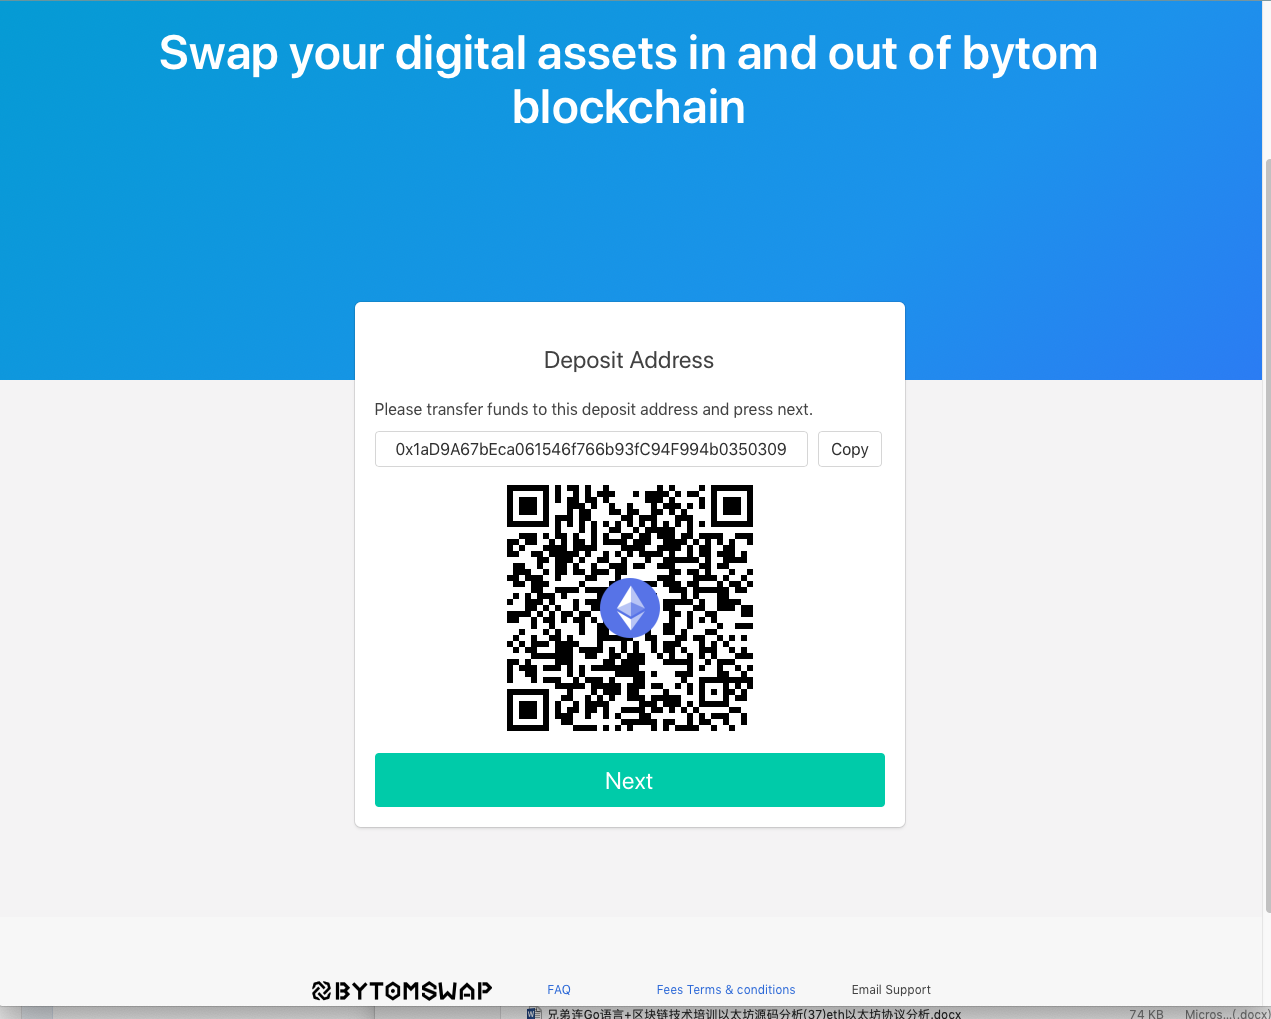 Swap your digital assets in and out of bytom
blockchain
Deposit Address
Please transfer funds to this deposit address and press next.
0x1aD9A67bEca061546f766b93fC94F994b0350309
Copy
Next
BYTOMSWAP
FAQ
Fees Terms & conditions
Email Support
兄弟连Go语言+区块链技术培训以太坊源码分析(37)eth以太坊协议分析.docx
74 KB
Micros...(.docx)